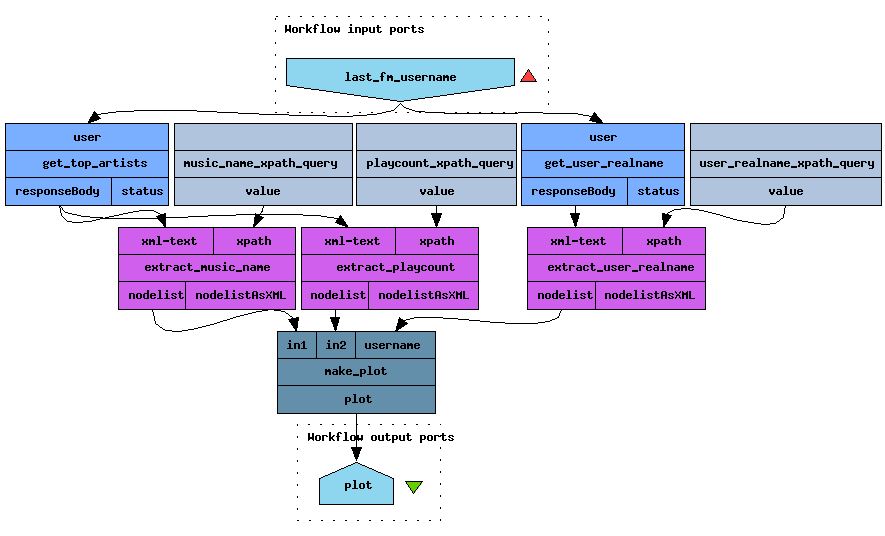 Workflow input ports
last_fm_username
user
get_top_artists
responseBody status
music_name_xpath_query
value
playcount_xpath_query
value
user
get_user_realname
responseBody status
user_realname_xpath_query
value
xml-text xpath
extract_music_name
nodelist nodelistAsXML
xml-text xpath
extract_playcount
nodelist nodelistAsXML
xml-text xpath
extract_user_realname
nodelist nodelistAsXML
in1 in2 username
make_plot
plot
Workflow output ports
plot